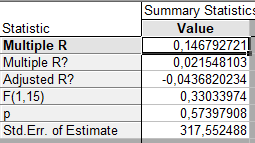 Summary Statistics
Statistic Value
Multiple R 0,146792721
Multiple R? 0,021548103
Adjusted R? -0,0436820234
F(1,15) 0,33033974
p 0,57397908
Std.Err. of Estimate 317,552488